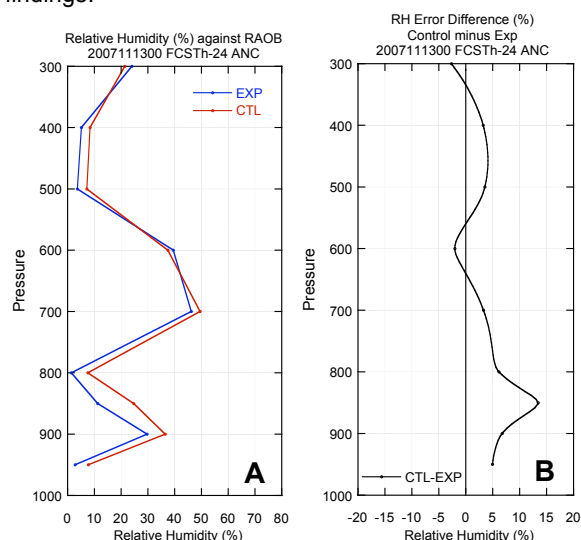 findings.
Relative Humidity (%) against RAOB
2007111300 FCSTh-24 ANC
300
400
500
600
700
800
900
1000
Pressure
EXP
CTL
A
0 10 20 30 40 50 60 70 80
Relative Humidity (%)
RH Error Difference (%)
Control minus Exp
2007111300 FCSTh-24 ANC
300
400
500
600
700
800
900
1000
Pressure
CTL-EXP
B
-20 -15 -10 -5 0 5 10 15 20
Relative Humidity (%)